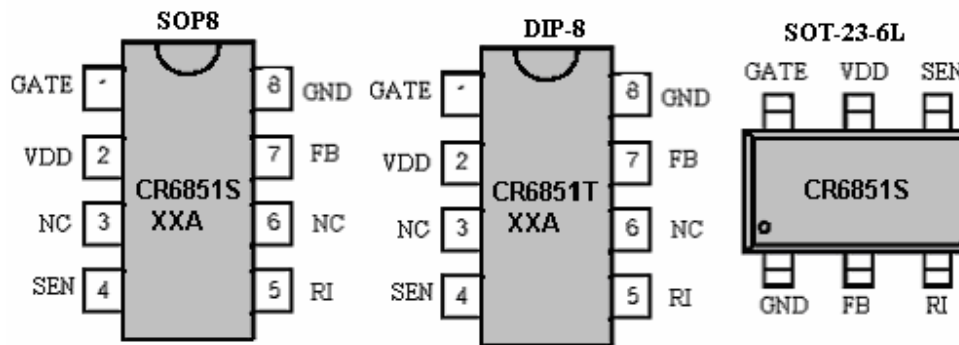 SOP8
GATE 8 GND
VDD 2 7 FB
CR6851S
XXA
NC 3 6 NC
SEN 4 5 RI
DIP-8
GATE 8 GND
VDD 2 7 FB
CR6851T
XXA
NC 3 6 NC
SEN 4 5 RI
SOT-23-6L
GATE VDD SEN
CR6851S
GND FB RI